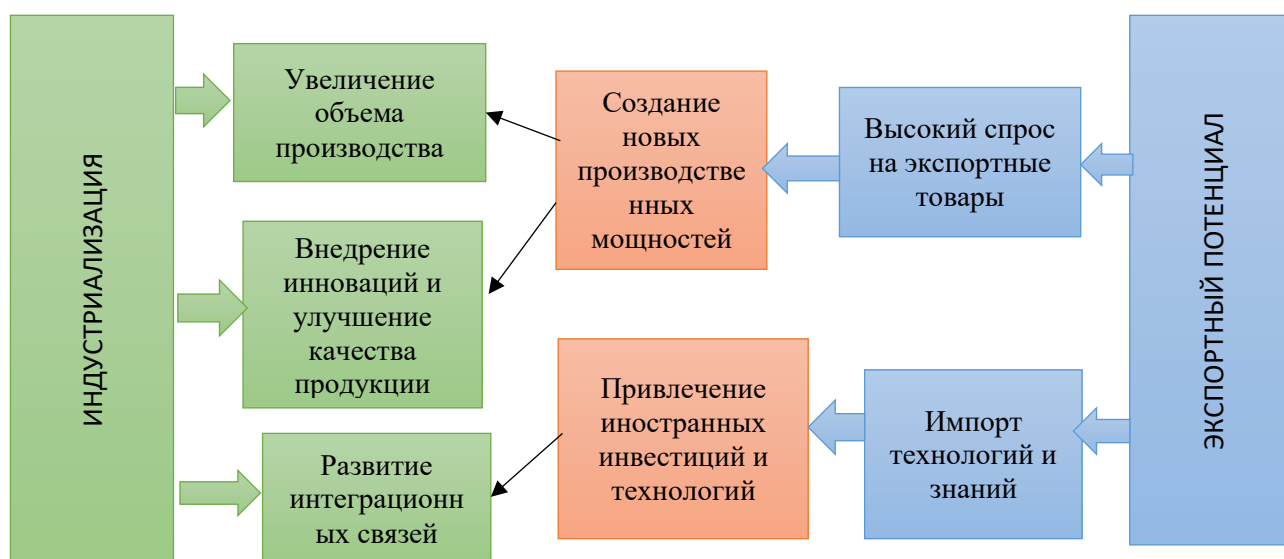 ИНДУСТРИАЛИЗАЦИЯ
Увеличение
объема
производства
Внедрение
инноваций и
улучшение
качества
продукции
Развитие
интеграционн
ых связей
Создание
новых
производстве
нных
мощностей
Привлечение
иностранных
инвестиций и
технологий
Высокий спрос
на экспортные
товары
Импорт
технологий и
знаний
ЭКСПОРТНЫЙ ПОТЕНЦИАЛ